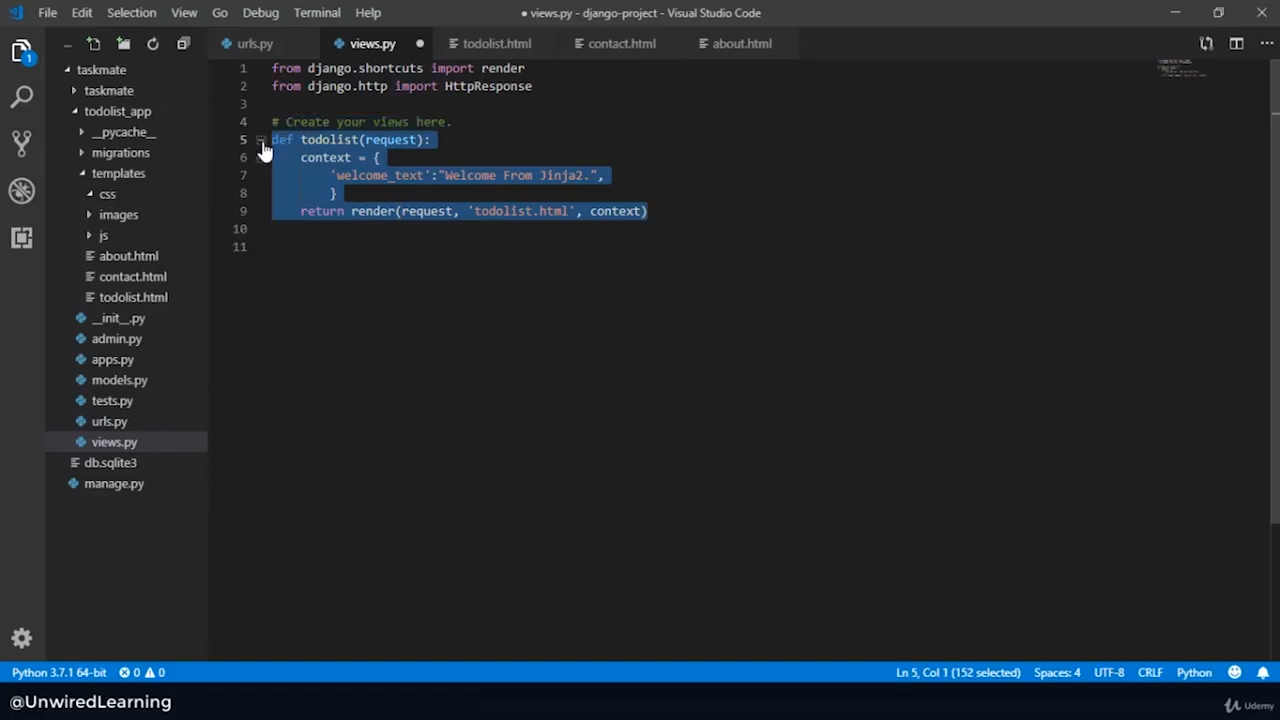 File Edit Selection View Go Debug Terminal Help
● views.py - django-project - Visual Studio Code
urls.py views.py todolist.html contact.html about.html
1
taskmate
taskmate
todolist_app
__pycache__
migrations
templates
css
images
js
about.html
contact.html
todolist.html
__init__.py
admin.py
apps.py
models.py
tests.py
urls.py
views.py
db.sqlite3
manage.py
1 from django.shortcuts import render
2 from django.http import HttpResponse
3
4 # Create your views here.
5 def todolist(request):
6 context = {
7 'welcome_text':"Welcome From Jinja2.",
8 }
9 return render(request, 'todolist.html', context)
10
11
Python 3.7.1 64-bit 0 0 Ln 5, Col 1 (152 selected) Spaces: 4 UTF-8 CRLF Python
@UnwiredLearning
Udemy